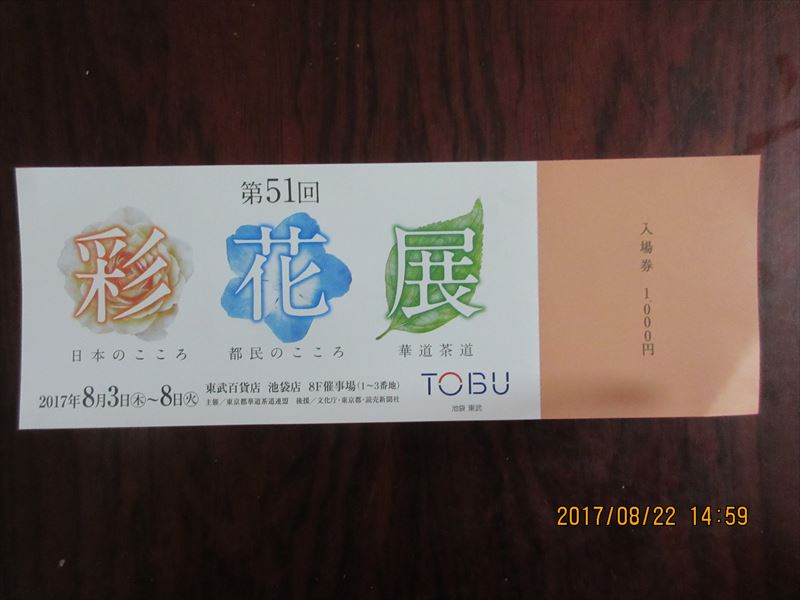 第51回
彩花展
日本のこころ 都民のこころ 華道茶道
2017年8月3日㊍〜8日㊋ 東武百貨店 池袋店 8F催事場(1〜3番地)
主催／東京都華道茶道連盟 後援／文化庁・東京都・読売新聞社
TOBU
池袋 東武
入場券 1,000円
2017/08/22 14:59